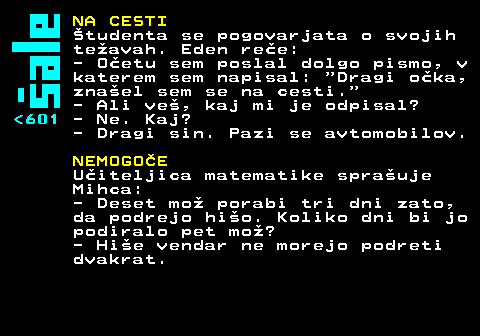 šale
<601
NA CESTI
Študenta se pogovarjata o svojih
težavah. Eden reče:
- Očetu sem poslal dolgo pismo, v
katerem sem napisal: "Dragi očka,
znašel sem se na cesti."
- Ali veš, kaj mi je odpisal?
- Ne. Kaj?
- Dragi sin. Pazi se avtomobilov.
NEMOGOČE
Učiteljica matematike sprašuje
Mihca:
- Deset mož porabi tri dni zato,
da podrejo hišo. Koliko dni bi jo
podiralo pet mož?
- Hiše vendar ne morejo podreti
dvakrat.